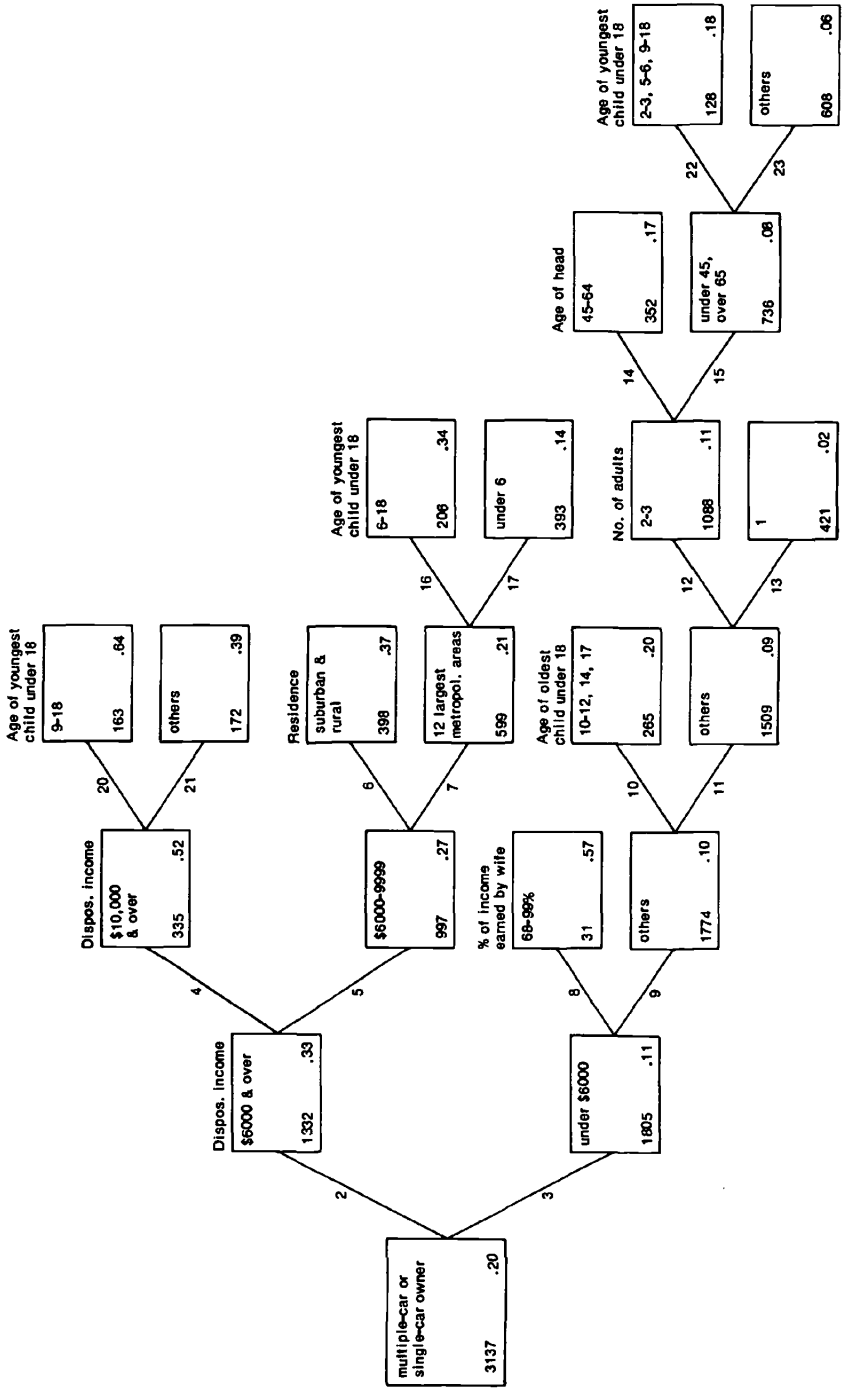 multiple-car or
single-car owner
3137 .20
2
3
Dispos. income
$6000 & over
1332 .33
under $6000
1805 .11
4
5
8
9
Dispos. income
$10,000
& over
335 .52
$6000-9999
997 .27
% of income
earned by wife
68-99%
31 .57
others
1774 .10
20
21
6
7
10
11
Age of youngest
child under 18
9-18
163 .64
others
172 .39
Residence
suburban &
rural
398 .37
12 largest
metropol. areas
599 .21
Age of oldest
child under 18
10-12, 14, 17
265 .20
others
1509 .09
16
17
12
13
Age of youngest
child under 18
6-18
206 .34
under 6
393 .14
No. of adults
2-3
1088 .11
1
421 .02
14
15
Age of head
45-64
352 .17
under 45,
over 65
736 .08
22
23
Age of youngest
child under 18
2-3, 5-6, 9-18
128 .18
others
608 .06